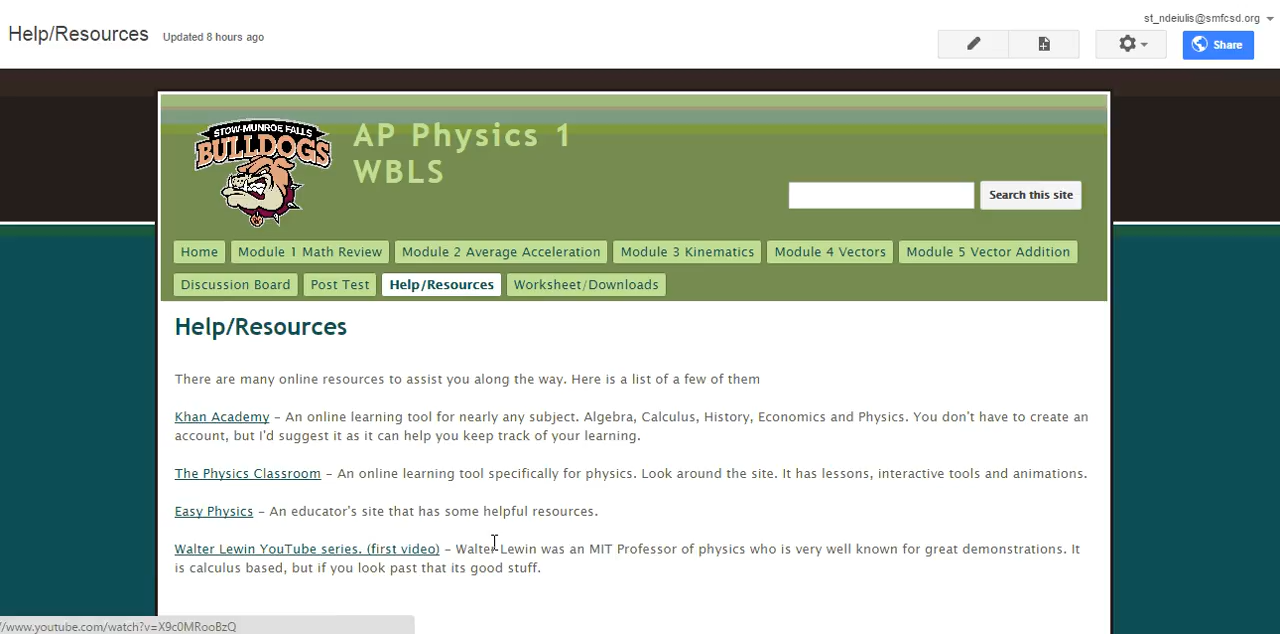 st_ndeiulis@smfcsd.org
Help/Resources Updated 8 hours ago
Share
STOW-MUNROE FALLS
BULLDOGS
AP Physics 1
WBLS
Search this site
Home Module 1 Math Review Module 2 Average Acceleration Module 3 Kinematics Module 4 Vectors Module 5 Vector Addition
Discussion Board Post Test Help/Resources Worksheet/Downloads
Help/Resources
There are many online resources to assist you along the way. Here is a list of a few of them
Khan Academy - An online learning tool for nearly any subject. Algebra, Calculus, History, Economics and Physics. You don't have to create an
account, but I'd suggest it as it can help you keep track of your learning.
The Physics Classroom - An online learning tool specifically for physics. Look around the site. It has lessons, interactive tools and animations.
Easy Physics - An educator's site that has some helpful resources.
Walter Lewin YouTube series. (first video) - Walter Lewin was an MIT Professor of physics who is very well known for great demonstrations. It
is calculus based, but if you look past that its good stuff.
/www.youtube.com/watch?v=X9c0MRooBzQ